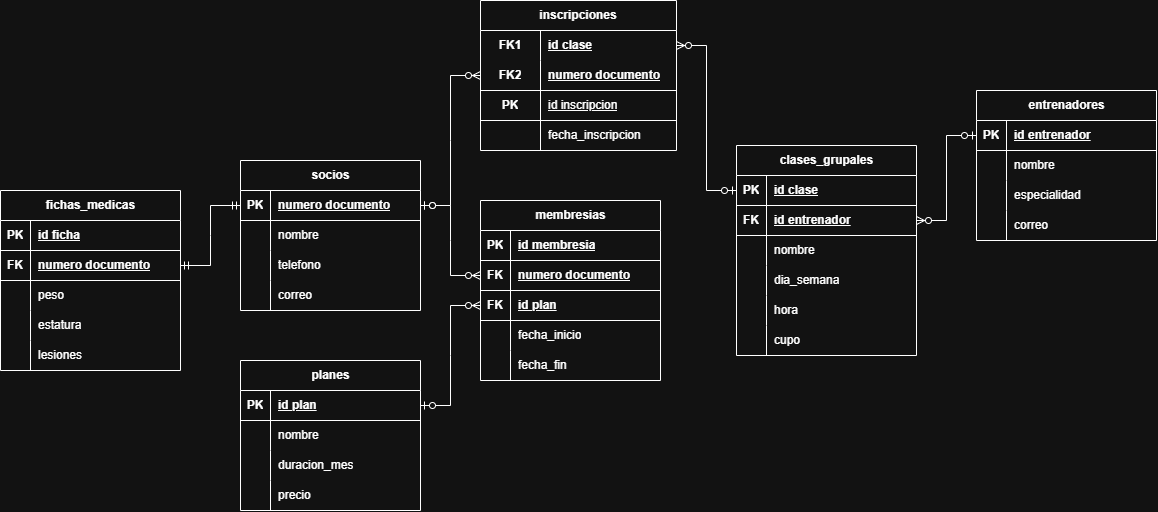 inscripciones
FK1 id clase
FK2 numero documento
PK id inscripcion
fecha_inscripcion
entrenadores
PK id entrenador
nombre
especialidad
correo
clases_grupales
PK id clase
FK id entrenador
nombre
dia_semana
hora
cupo
socios
PK numero documento
nombre
telefono
correo
fichas_medicas
PK id ficha
FK numero documento
peso
estatura
lesiones
membresias
PK id membresia
FK numero documento
FK id plan
fecha_inicio
fecha_fin
planes
PK id plan
nombre
duracion_mes
precio